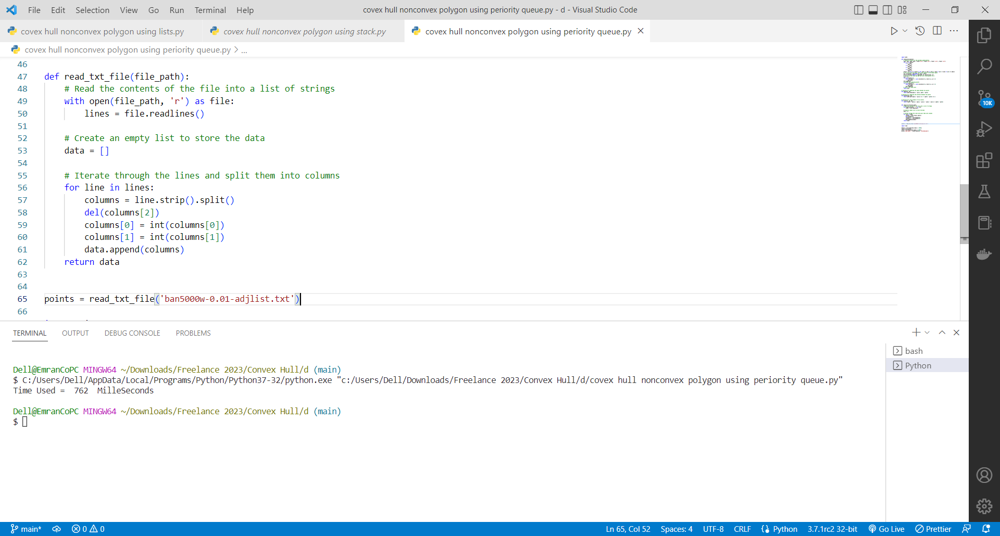 File Edit Selection View Go Run Terminal Help covex hull nonconvex polygon using periority queue.py - d - Visual Studio Code
covex hull nonconvex polygon using lists.py covex hull nonconvex polygon using stack.py covex hull nonconvex polygon using periority queue.py
covex hull nonconvex polygon using periority queue.py > ...
46
47 def read_txt_file(file_path):
48 # Read the contents of the file into a list of strings
49 with open(file_path, 'r') as file:
50 lines = file.readlines()
51
52 # Create an empty list to store the data
53 data = []
54
55 # Iterate through the lines and split them into columns
56 for line in lines:
57 columns = line.strip().split()
58 del(columns[2])
59 columns[0] = int(columns[0])
60 columns[1] = int(columns[1])
61 data.append(columns)
62 return data
63
64
65 points = read_txt_file('ban5000w-0.01-adjlist.txt')
66
10K
TERMINAL OUTPUT DEBUG CONSOLE PROBLEMS
bash
Python
Dell@EmranCoPC MINGW64 ~/Downloads/Freelance 2023/Convex Hull/d (main)
$ C:/Users/Dell/AppData/Local/Programs/Python/Python37-32/python.exe "c:/Users/Dell/Downloads/Freelance 2023/Convex Hull/d/covex hull nonconvex polygon using periority queue.py"
Time Used =  762  MilleSeconds
Dell@EmranCoPC MINGW64 ~/Downloads/Freelance 2023/Convex Hull/d (main)
$
main* 0 0 Ln 65, Col 52 Spaces: 4 UTF-8 CRLF Python 3.7.1rc2 32-bit Go Live Prettier